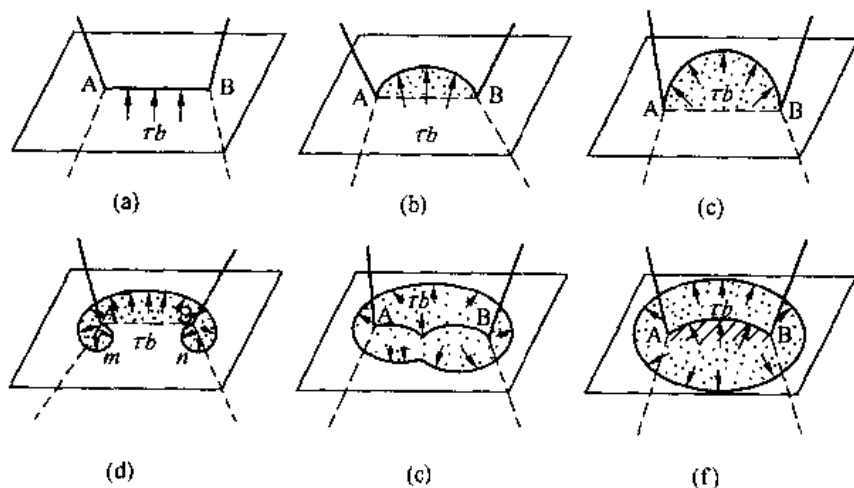 A B τb
(a)
A B τb
(b)
A τb B
(c)
A B m τb n
(d)
τb A B
(c)
τb A B
(f)